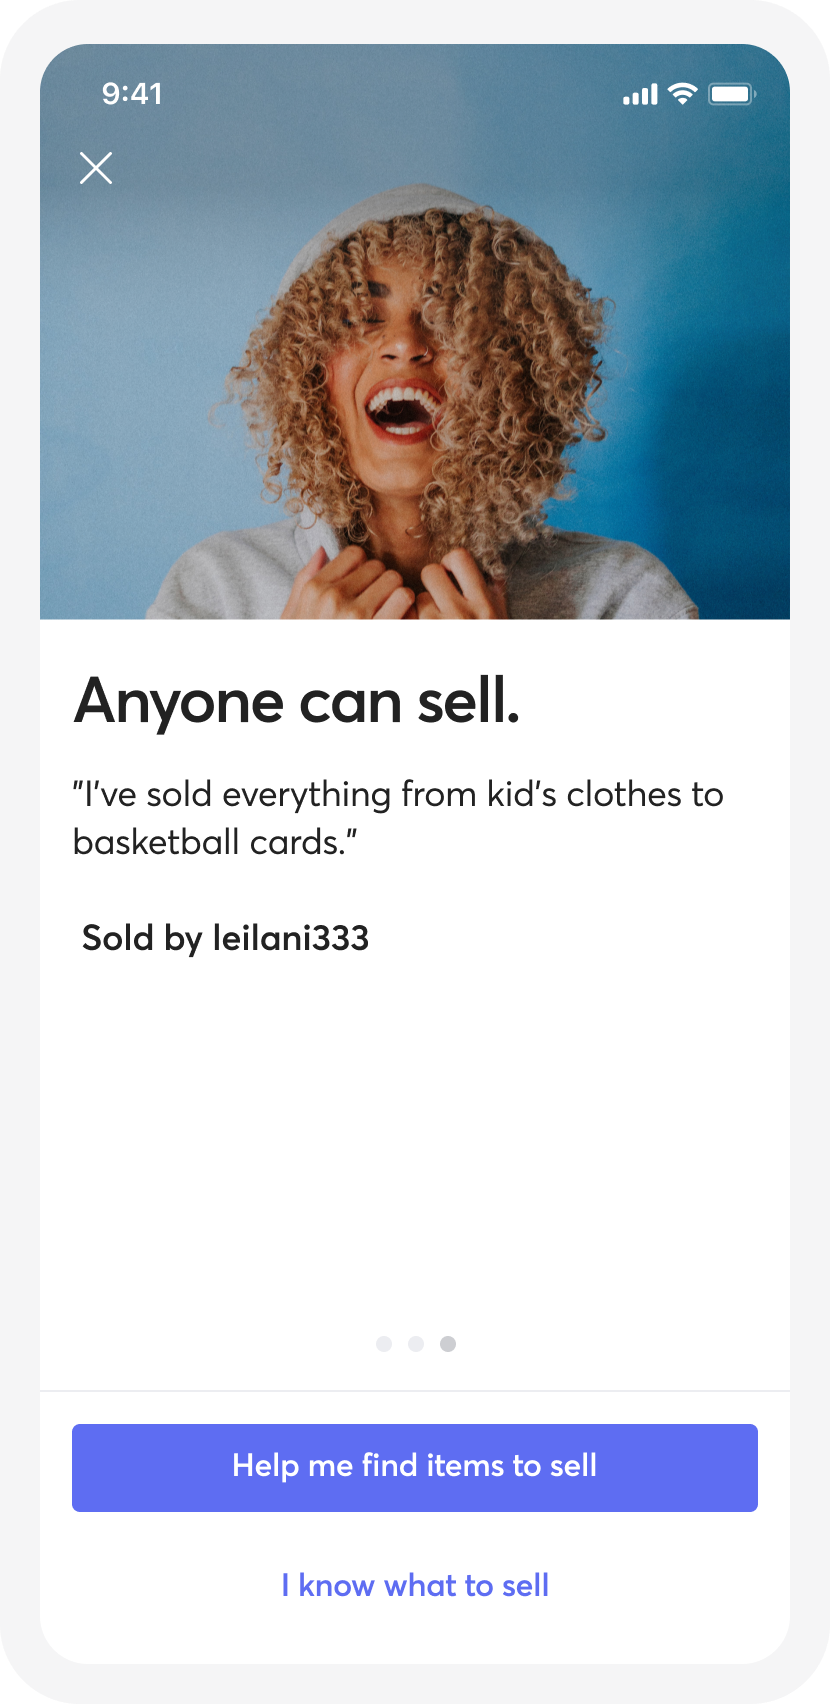 9:41
Anyone can sell.
"I've sold everything from kid's clothes to
basketball cards."
Sold by leilani333
Help me find items to sell
I know what to sell